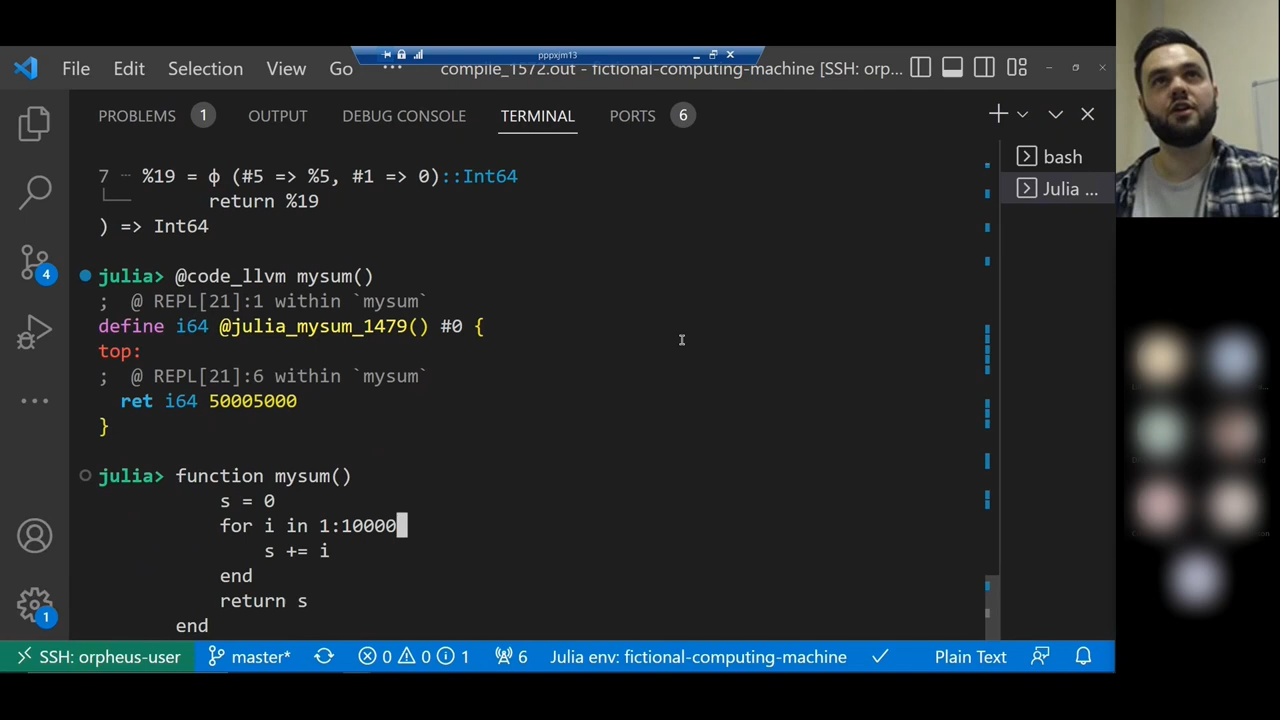 pppxjm13
File Edit Selection View Go ... compile_1572.out - fictional-computing-machine [SSH: orp...
PROBLEMS 1 OUTPUT DEBUG CONSOLE TERMINAL PORTS 6
bash
Julia ...
7 ┄ %19 = φ (#5 => %5, #1 => 0)::Int64
└── return %19
) => Int64
julia> @code_llvm mysum()
; @ REPL[21]:1 within `mysum`
define i64 @julia_mysum_1479() #0 {
top:
; @ REPL[21]:6 within `mysum`
ret i64 50005000
}
julia> function mysum()
s = 0
for i in 1:10000
s += i
end
return s
end
4
1
SSH: orpheus-user master* 0 0 1 6 Julia env: fictional-computing-machine Plain Text